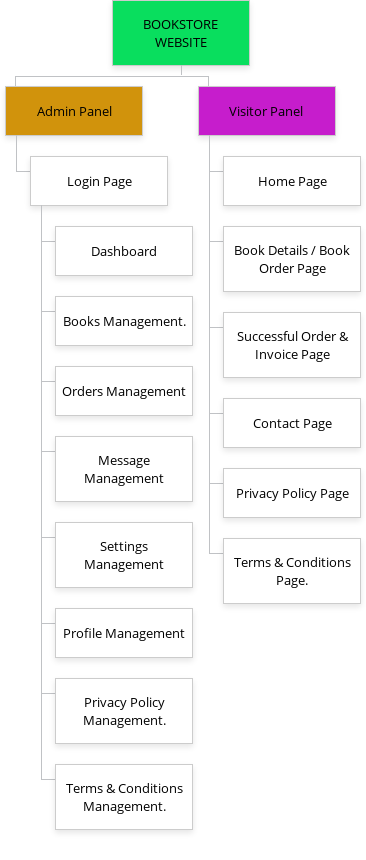 BOOKSTORE
WEBSITE
Admin Panel
Login Page
Dashboard
Books Management.
Orders Management
Message
Management
Settings
Management
Profile Management
Privacy Policy
Management.
Terms & Conditions
Management.
Visitor Panel
Home Page
Book Details / Book
Order Page
Successful Order &
Invoice Page
Contact Page
Privacy Policy Page
Terms & Conditions
Page.